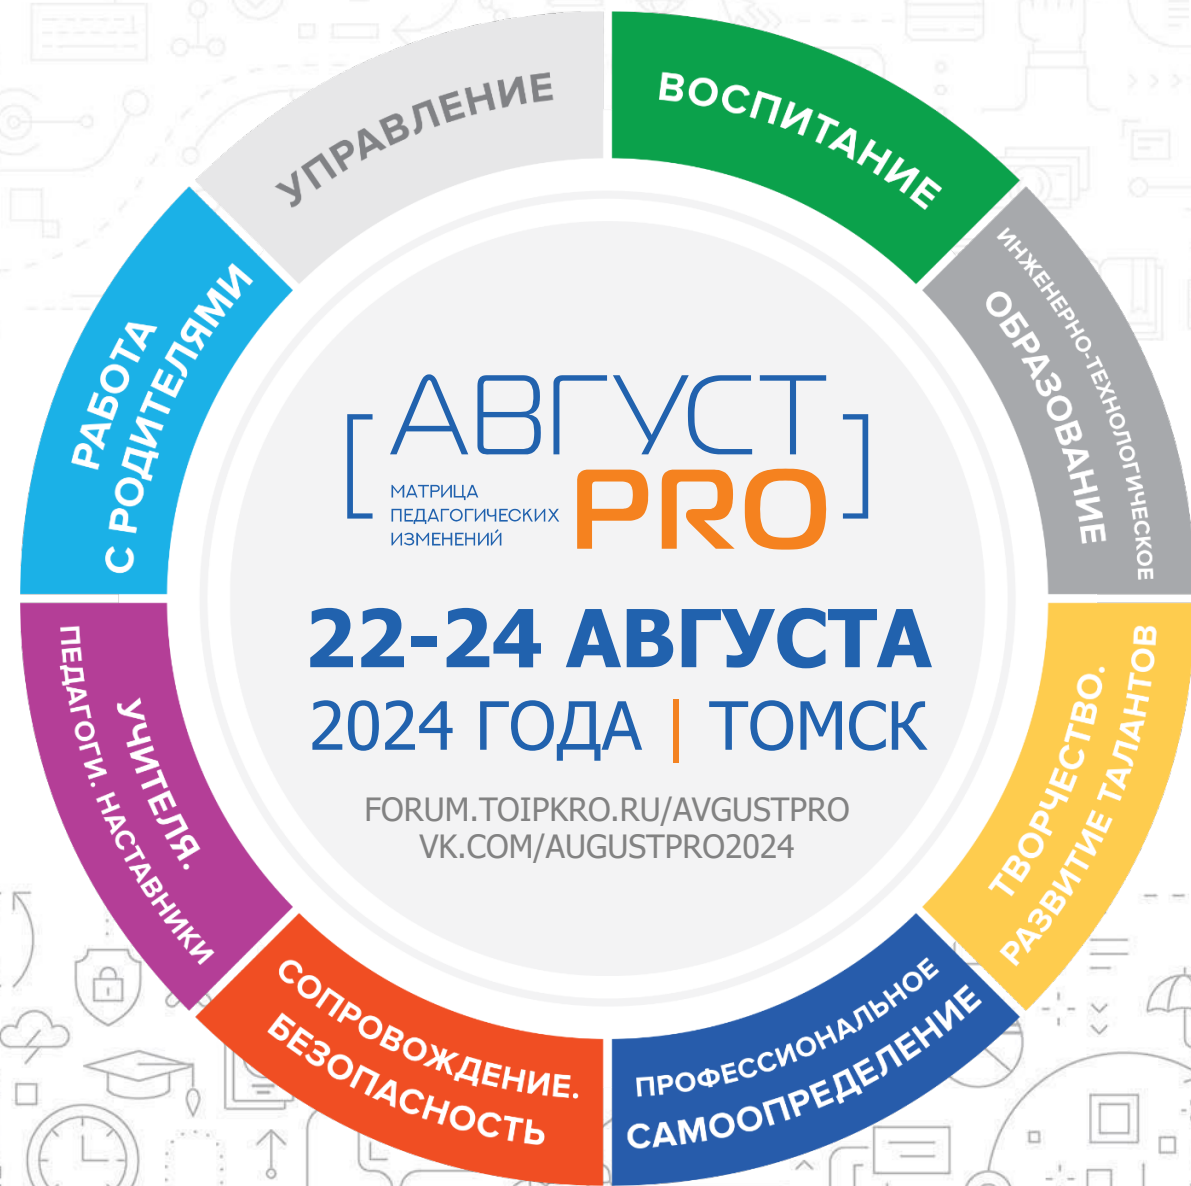 УПРАВЛЕНИЕ
ВОСПИТАНИЕ
ИНЖЕНЕРНО-ТЕХНОЛОГИЧЕСКОЕ
ОБРАЗОВАНИЕ
ТВОРЧЕСТВО.
РАЗВИТИЕ ТАЛАНТОВ
ПРОФЕССИОНАЛЬНОЕ
САМООПРЕДЕЛЕНИЕ
СОПРОВОЖДЕНИЕ.
БЕЗОПАСНОСТЬ
УЧИТЕЛЯ.
ПЕДАГОГИ. НАСТАВНИКИ
РАБОТА
С РОДИТЕЛЯМИ
АВГУСТ
PRO
МАТРИЦА
ПЕДАГОГИЧЕСКИХ
ИЗМЕНЕНИЙ
22-24 АВГУСТА
2024 ГОДА | ТОМСК
FORUM.TOIPKRO.RU/AVGUSTPRO
VK.COM/AUGUSTPRO2024